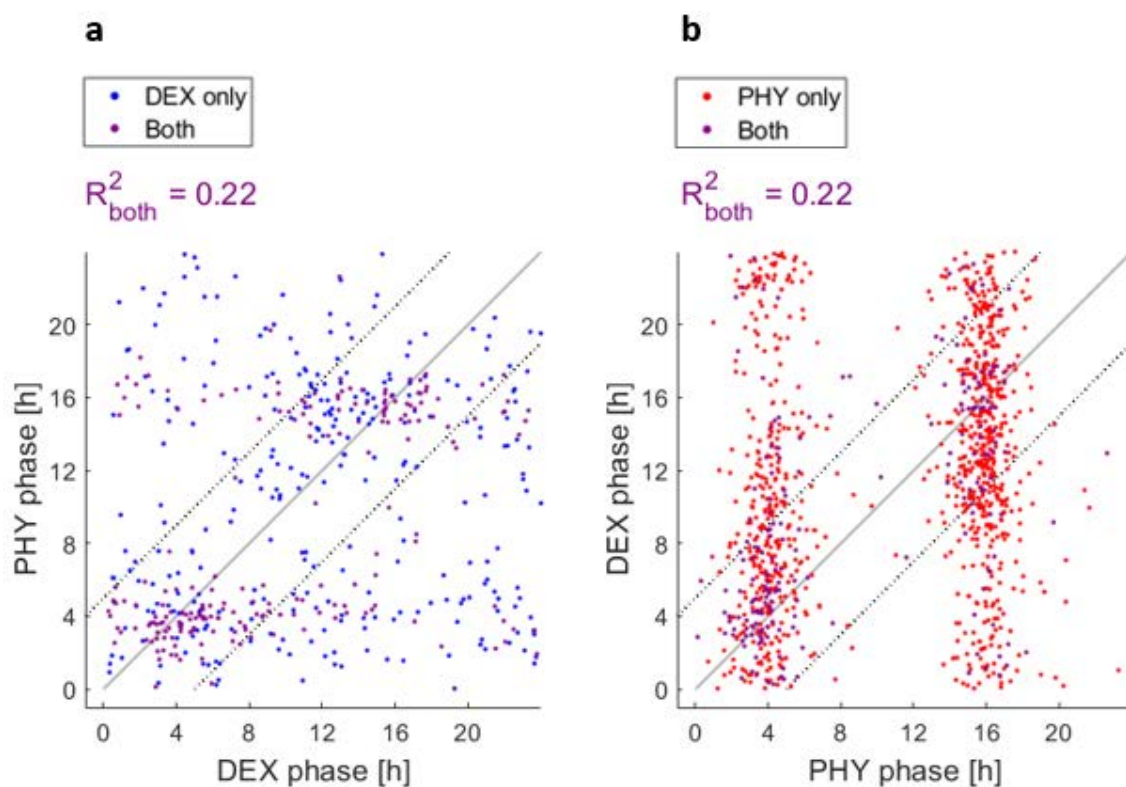 a
DEX only
Both
R²both = 0.22
PHY phase [h]
20
16
12
8
4
0
0 4 8 12 16 20
DEX phase [h]
b
PHY only
Both
R²both = 0.22
DEX phase [h]
20
16
12
8
4
0
0 4 8 12 16 20
PHY phase [h]